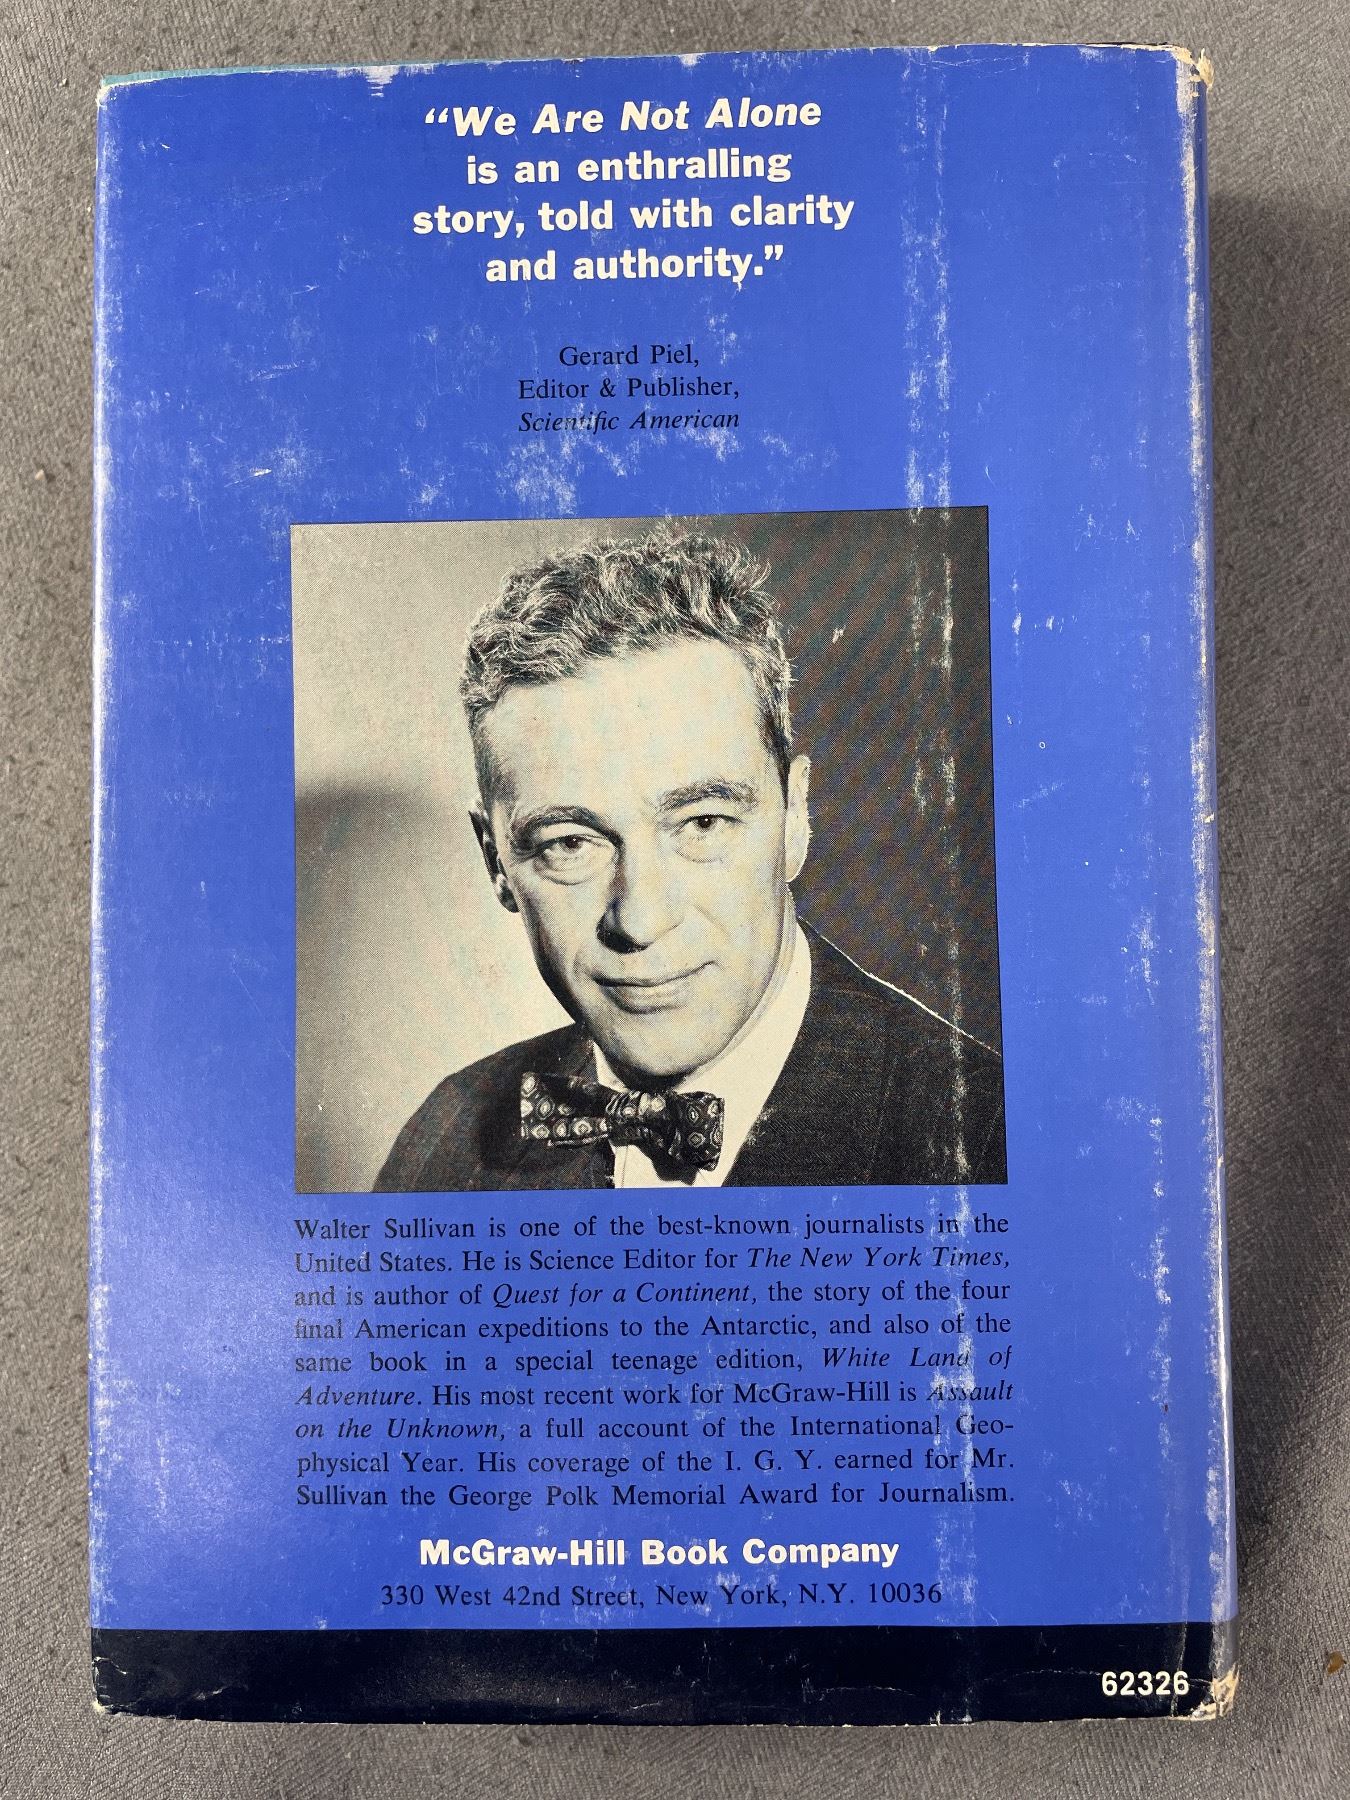 “We Are Not Alone
is an enthralling
story, told with clarity
and authority.”
Gerard Piel,
Editor & Publisher,
Scientific American
Walter Sullivan is one of the best-known journalists in the
United States. He is Science Editor for The New York Times,
and is author of Quest for a Continent, the story of the four
final American expeditions to the Antarctic, and also of the
same book in a special teenage edition, White Land of
Adventure. His most recent work for McGraw-Hill is Assault
on the Unknown, a full account of the International Geo-
physical Year. His coverage of the I. G. Y. earned for Mr.
Sullivan the George Polk Memorial Award for Journalism.
McGraw-Hill Book Company
330 West 42nd Street, New York, N.Y. 10036
62326